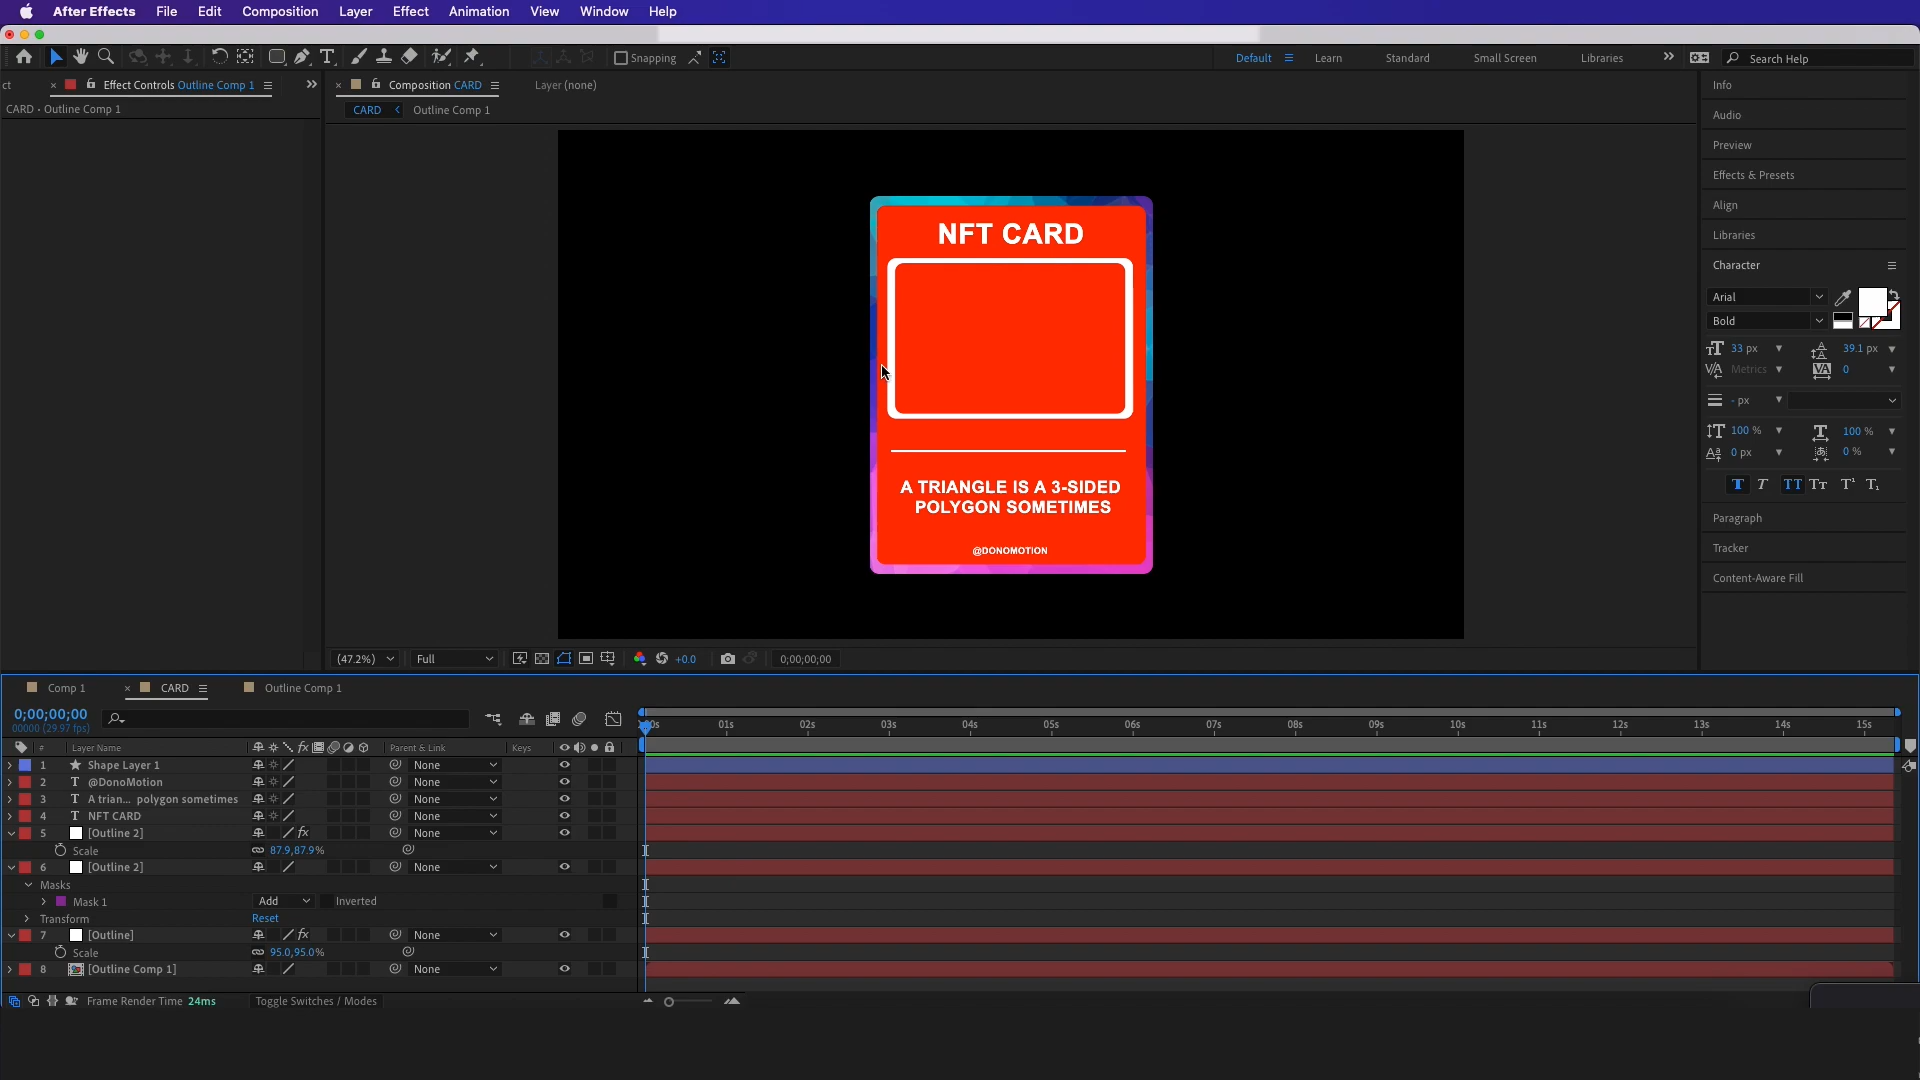 After Effects File Edit Composition Layer Effect Animation View Window Help
Snapping
Default Learn Standard Small Screen Libraries Search Help
ct Effect Controls Outline Comp 1
CARD • Outline Comp 1
Composition CARD Layer (none)
CARD Outline Comp 1
NFT CARD
A TRIANGLE IS A 3-SIDED
POLYGON SOMETIMES
@DONOMOTION
(47.2%) Full +0.0 0;00;00;00
Info
Audio
Preview
Effects & Presets
Align
Libraries
Character
Arial
Bold
33 px 39.1 px
Metrics 0
- px
100 % 100 %
0 px 0 %
Paragraph
Tracker
Content-Aware Fill
Comp 1 CARD Outline Comp 1
0;00;00;00
00000 (29.97 fps)
:00s 01s 02s 03s 04s 05s 06s 07s 08s 09s 10s 11s 12s 13s 14s 15s
# Layer Name Parent & Link Keys
1 Shape Layer 1 None
2 @DonoMotion None
3 A trian... polygon sometimes None
4 NFT CARD None
5 [Outline 2] None
Scale 87.9,87.9%
6 [Outline 2] None
Masks
Mask 1 Add Inverted
Transform Reset
7 [Outline] None
Scale 95.0,95.0%
8 [Outline Comp 1] None
Frame Render Time 24ms Toggle Switches / Modes